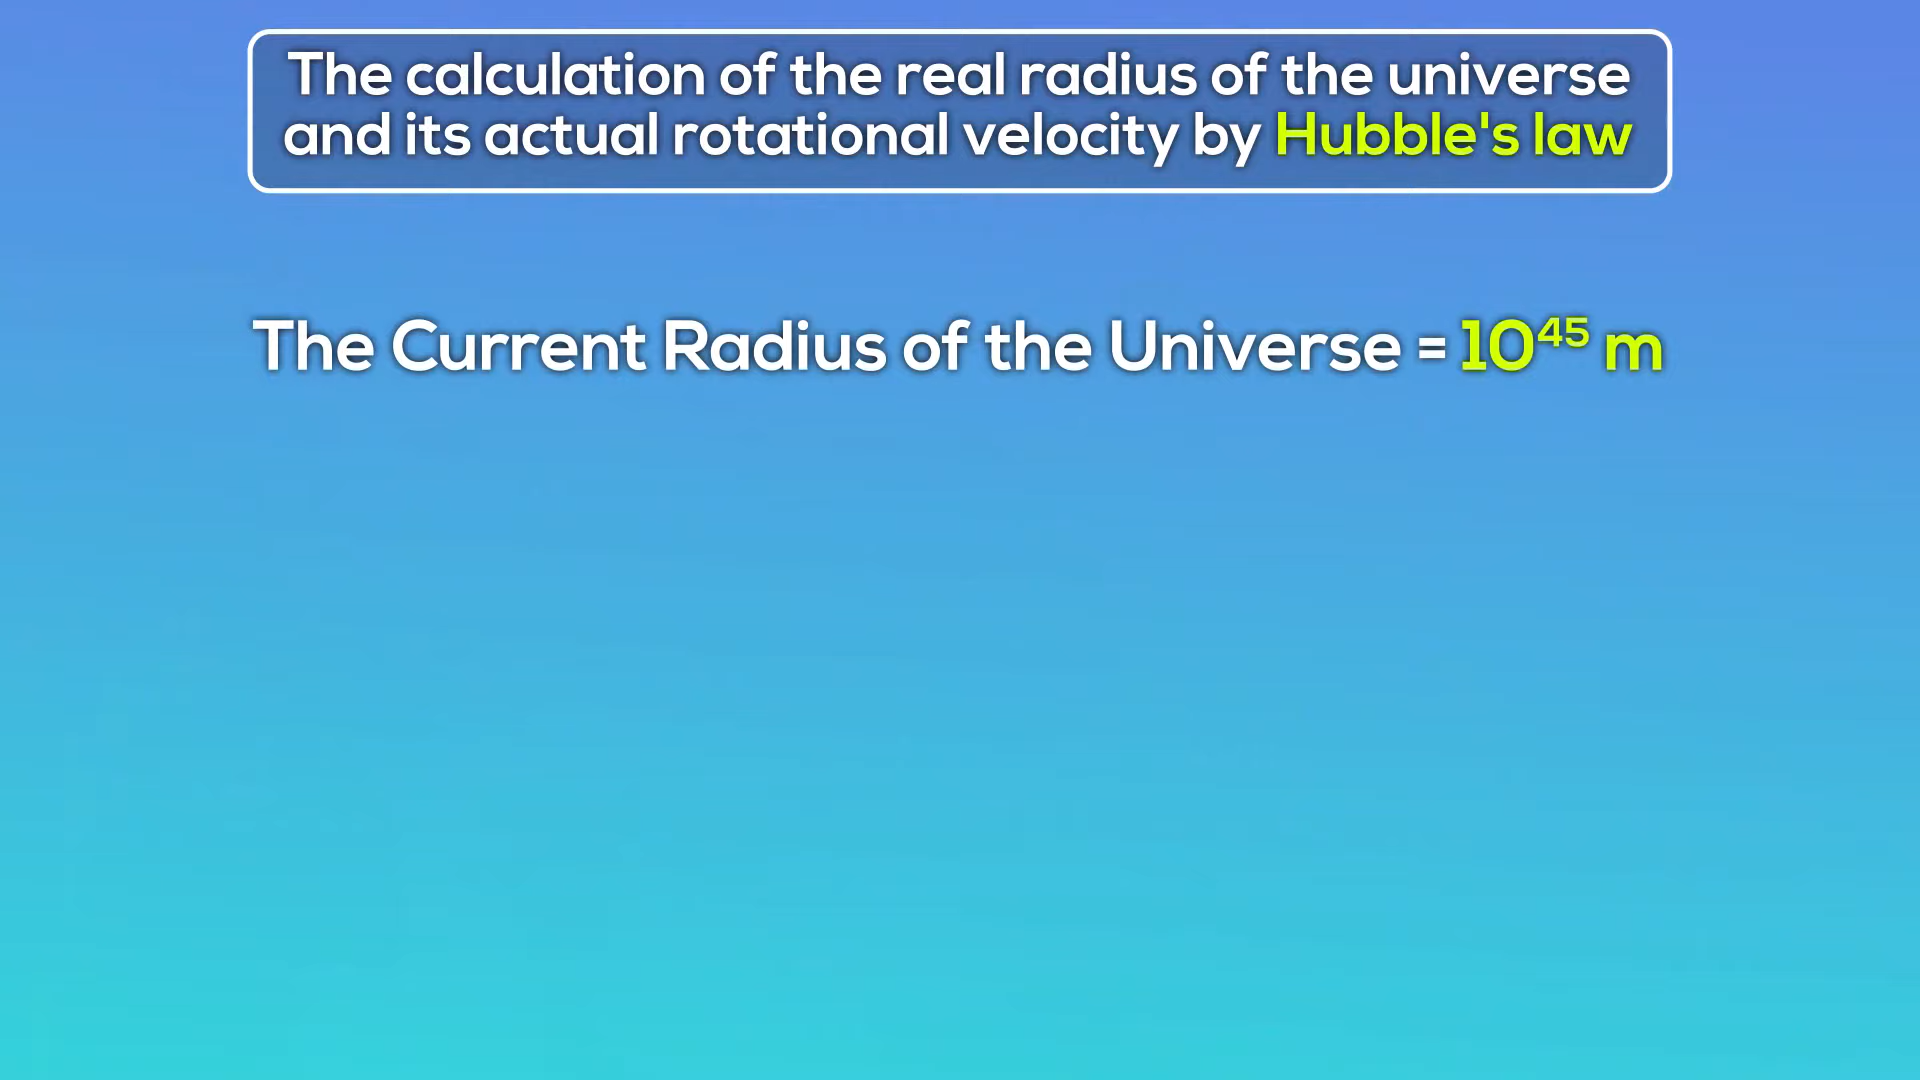 The calculation of the real radius of the universe
and its actual rotational velocity by Hubble's law
The Current Radius of the Universe = 10⁴⁵ m